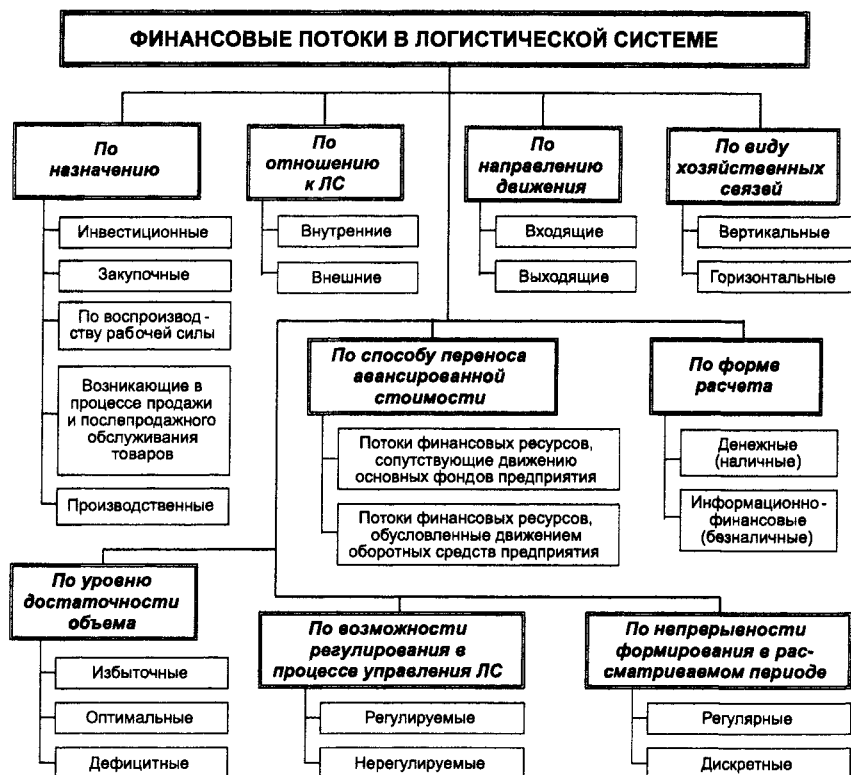 ФИНАНСОВЫЕ ПОТОКИ В ЛОГИСТИЧЕСКОЙ СИСТЕМЕ
По
назначению
Инвестиционные
Закупочные
По воспроизвод -
ству рабочей силы
Возникающие в
процессе продажи
и послепродажного
обслуживания
товаров
Производственные
По
отношению
к ЛС
Внутренние
Внешние
По
направлению
движения
Входящие
Выходящие
По виду
хозяйственных
связей
Вертикальные
Горизонтальные
По способу переноса
авансированной
стоимости
Потоки финансовых ресурсов,
сопутствующие движению
основных фондов предприятия
Потоки финансовых ресурсов,
обусловленные движением
оборотных средств предприятия
По форме
расчета
Денежные
(наличные)
Информационно-
финансовые
(безналичные)
По уровню
достаточности
объема
Избыточные
Оптимальные
Дефицитные
По возможности
регулирования в
процессе управления ЛС
Регулируемые
Нерегулируемые
По непрерывности
формирования в рас-
сматриваемом периоде
Регулярные
Дискретные